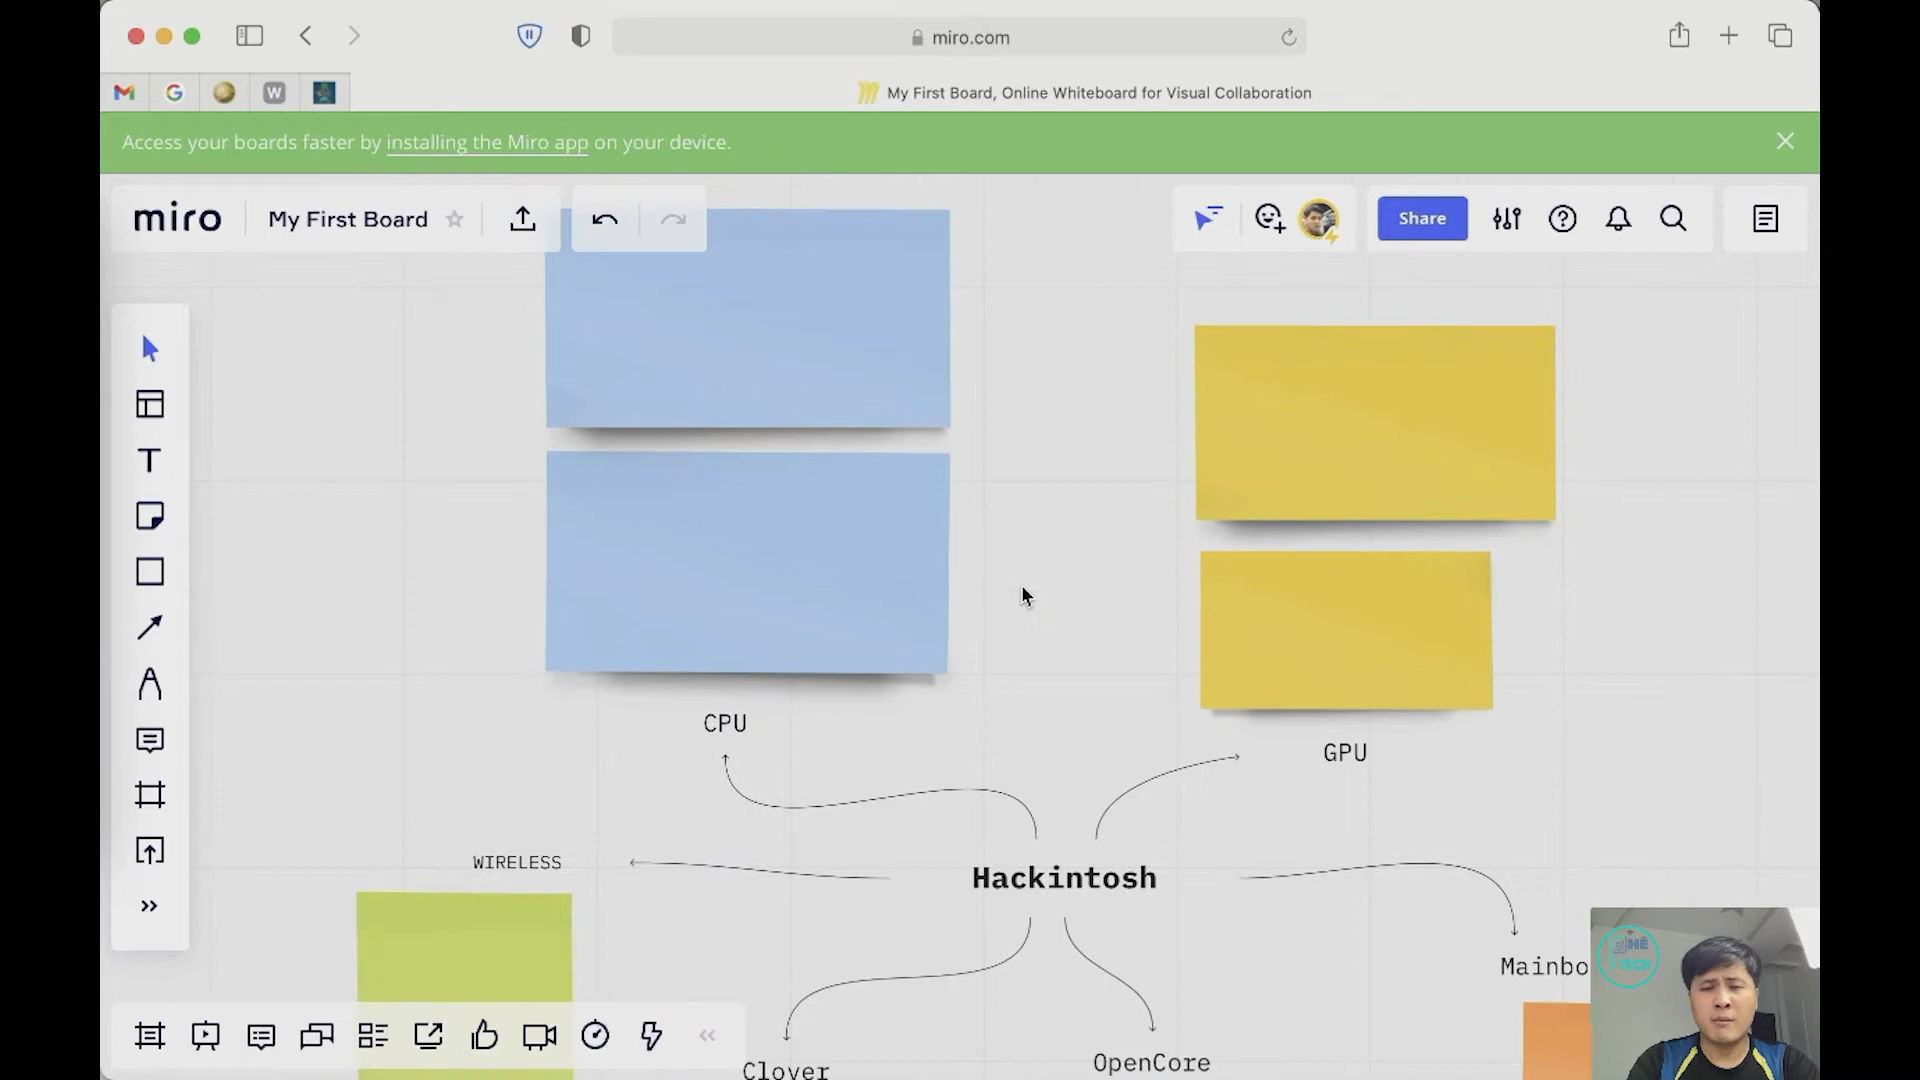 miro.com
W
My First Board, Online Whiteboard for Visual Collaboration
Access your boards faster by installing the Miro app on your device.
miro
My First Board
Share
CPU
GPU
WIRELESS
Hackintosh
Mainbo
TECH
Clover
OpenCore